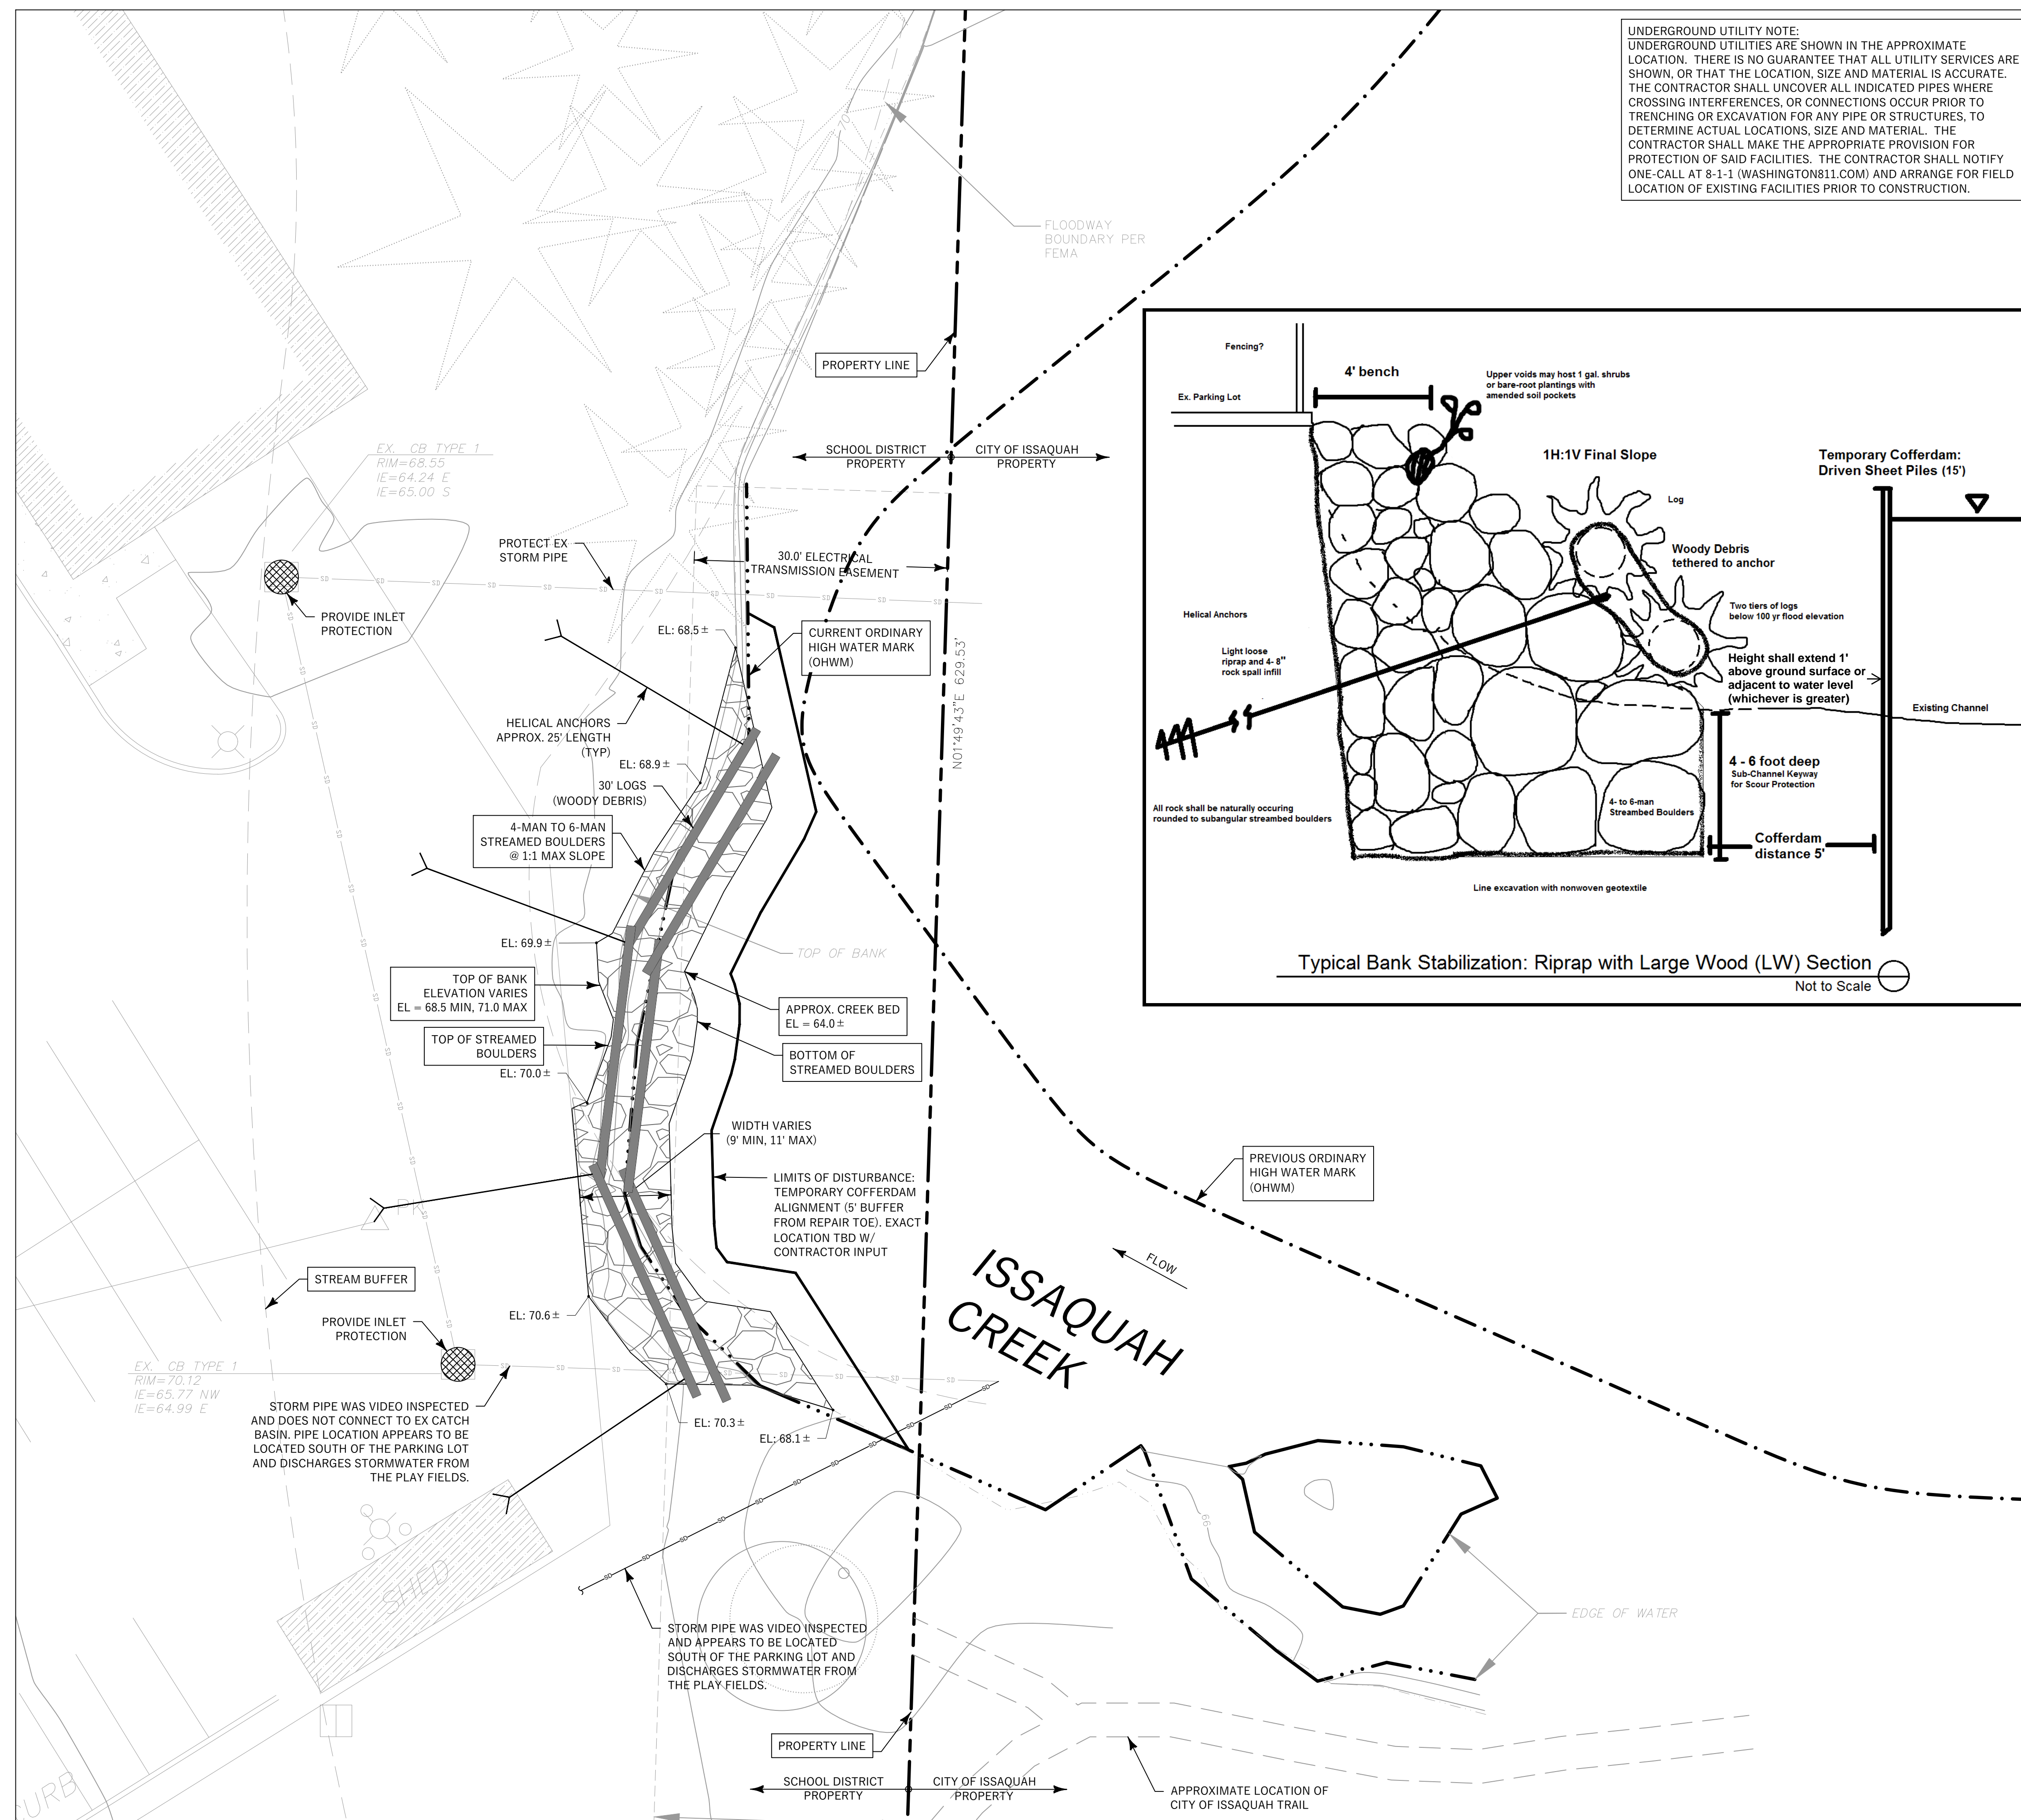 UNDERGROUND UTILITY NOTE:
UNDERGROUND UTILITIES ARE SHOWN IN THE APPROXIMATE
LOCATION. THERE IS NO GUARANTEE THAT ALL UTILITY SERVICES ARE
SHOWN, OR THAT THE LOCATION, SIZE AND MATERIAL IS ACCURATE.
THE CONTRACTOR SHALL UNCOVER ALL INDICATED PIPES WHERE
CROSSING INTERFERENCES, OR CONNECTIONS OCCUR PRIOR TO
TRENCHING OR EXCAVATION FOR ANY PIPE OR STRUCTURES, TO
DETERMINE ACTUAL LOCATIONS, SIZE AND MATERIAL. THE
CONTRACTOR SHALL MAKE THE APPROPRIATE PROVISION FOR
PROTECTION OF SAID FACILITIES. THE CONTRACTOR SHALL NOTIFY
ONE-CALL AT 8-1-1 (WASHINGTON811.COM) AND ARRANGE FOR FIELD
LOCATION OF EXISTING FACILITIES PRIOR TO CONSTRUCTION.
70
FLOODWAY
BOUNDARY PER
FEMA
PROPERTY LINE
SCHOOL DISTRICT
PROPERTY
CITY OF ISSAQUAH
PROPERTY
EX. CB TYPE 1
RIM=68.55
IE=64.24 E
IE=65.00 S
PROTECT EX
STORM PIPE
30.0' ELECTRICAL
TRANSMISSION EASEMENT
PROVIDE INLET
PROTECTION
SD SD SD SD SD SD SD SD SD SD
EL: 68.5±
CURRENT ORDINARY
HIGH WATER MARK
(OHWM)
N01°49'43"E 629.53'
HELICAL ANCHORS
APPROX. 25' LENGTH
(TYP)
EL: 68.9±
30' LOGS
(WOODY DEBRIS)
4-MAN TO 6-MAN
STREAMED BOULDERS
@ 1:1 MAX SLOPE
EL: 69.9±
TOP OF BANK
TOP OF BANK
ELEVATION VARIES
EL = 68.5 MIN, 71.0 MAX
APPROX. CREEK BED
EL = 64.0±
TOP OF STREAMED
BOULDERS
BOTTOM OF
STREAMED BOULDERS
EL: 70.0±
WIDTH VARIES
(9' MIN, 11' MAX)
LIMITS OF DISTURBANCE:
TEMPORARY COFFERDAM
ALIGNMENT (5' BUFFER
FROM REPAIR TOE). EXACT
LOCATION TBD W/
CONTRACTOR INPUT
PREVIOUS ORDINARY
HIGH WATER MARK
(OHWM)
FLOW
ISSAQUAH
CREEK
STREAM BUFFER
EL: 70.6±
PROVIDE INLET
PROTECTION
EX. CB TYPE 1
RIM=70.12
IE=65.77 NW
IE=64.99 E
STORM PIPE WAS VIDEO INSPECTED
AND DOES NOT CONNECT TO EX CATCH
BASIN. PIPE LOCATION APPEARS TO BE
LOCATED SOUTH OF THE PARKING LOT
AND DISCHARGES STORMWATER FROM
THE PLAY FIELDS.
EL: 70.3±
EL: 68.1±
66
SHED
EDGE OF WATER
STORM PIPE WAS VIDEO INSPECTED
AND APPEARS TO BE LOCATED
SOUTH OF THE PARKING LOT AND
DISCHARGES STORMWATER FROM
THE PLAY FIELDS.
PROPERTY LINE
SCHOOL DISTRICT
PROPERTY
CITY OF ISSAQUAH
PROPERTY
APPROXIMATE LOCATION OF
CITY OF ISSAQUAH TRAIL
CURB
Fencing?
4' bench
Upper voids may host 1 gal. shrubs
or bare-root plantings with
amended soil pockets
Ex. Parking Lot
1H:1V Final Slope
Temporary Cofferdam:
Driven Sheet Piles (15')
Log
Woody Debris
tethered to anchor
Helical Anchors
Two tiers of logs
below 100 yr flood elevation
Light loose
riprap and 4- 8"
rock spall infill
Height shall extend 1'
above ground surface or
adjacent to water level
(whichever is greater)
Existing Channel
4 - 6 foot deep
Sub-Channel Keyway
for Scour Protection
All rock shall be naturally occuring
rounded to subangular streambed boulders
4- to 6-man
Streambed Boulders
Cofferdam
distance 5'
Line excavation with nonwoven geotextile
Typical Bank Stabilization: Riprap with Large Wood (LW) Section
Not to Scale